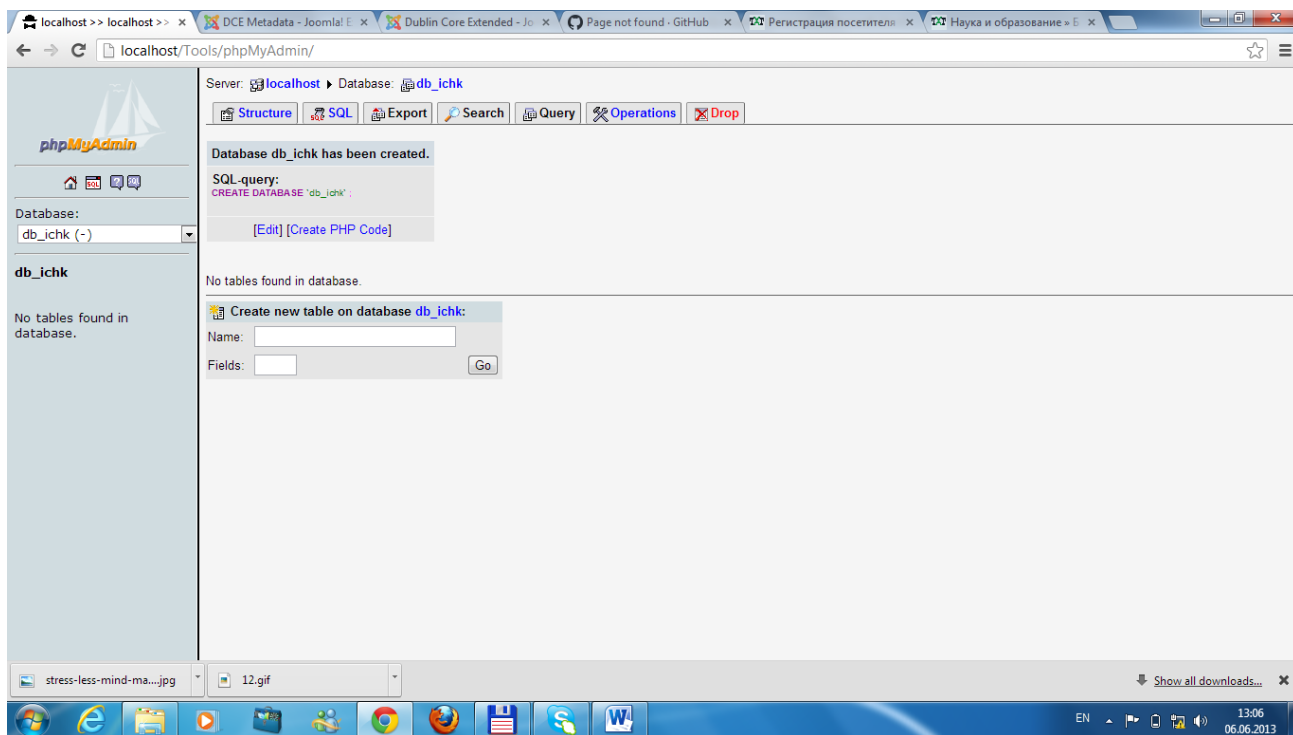 localhost >> localhost >>
DCE Metadata - Joomla! E
Dublin Core Extended - Jo
Page not found · GitHub
Регистрация посетителя
Наука и образование » Б
localhost/Tools/phpMyAdmin/
phpMyAdmin
SQL
Database:
db_ichk (-)
db_ichk
No tables found in
database.
Server: localhost Database: db_ichk
Structure SQL Export Search Query Operations Drop
Database db_ichk has been created.
SQL-query:
CREATE DATABASE `db_ichk` ;
[Edit] [Create PHP Code]
No tables found in database.
Create new table on database db_ichk:
Name:
Fields: Go
stress-less-mind-ma....jpg 12.gif Show all downloads...
EN 13:06
06.06.2013